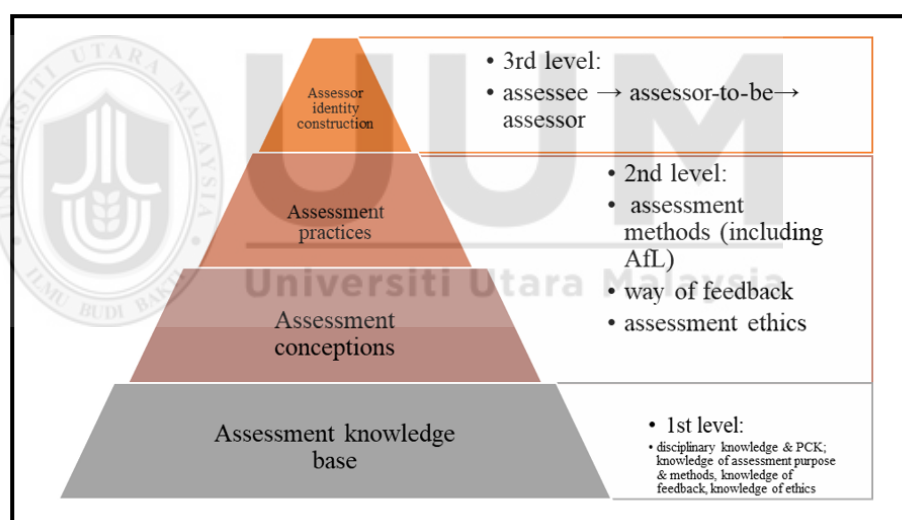 Assessor
identity
construction
• 3rd level:
• assessee → assessor-to-be→
assessor
Assessment
practices
Assessment
conceptions
• 2nd level:
• assessment
methods (including
AfL)
• way of feedback
• assessment ethics
Assessment knowledge
base
• 1st level:
• disciplinary knowledge & PCK;
knowledge of assessment purpose
& methods, knowledge of
feedback, knowledge of ethics
UNIVERSITI UTARA MALAYSIA
ILMU BUDI BAKTI
UUM
Universiti Utara Malaysia